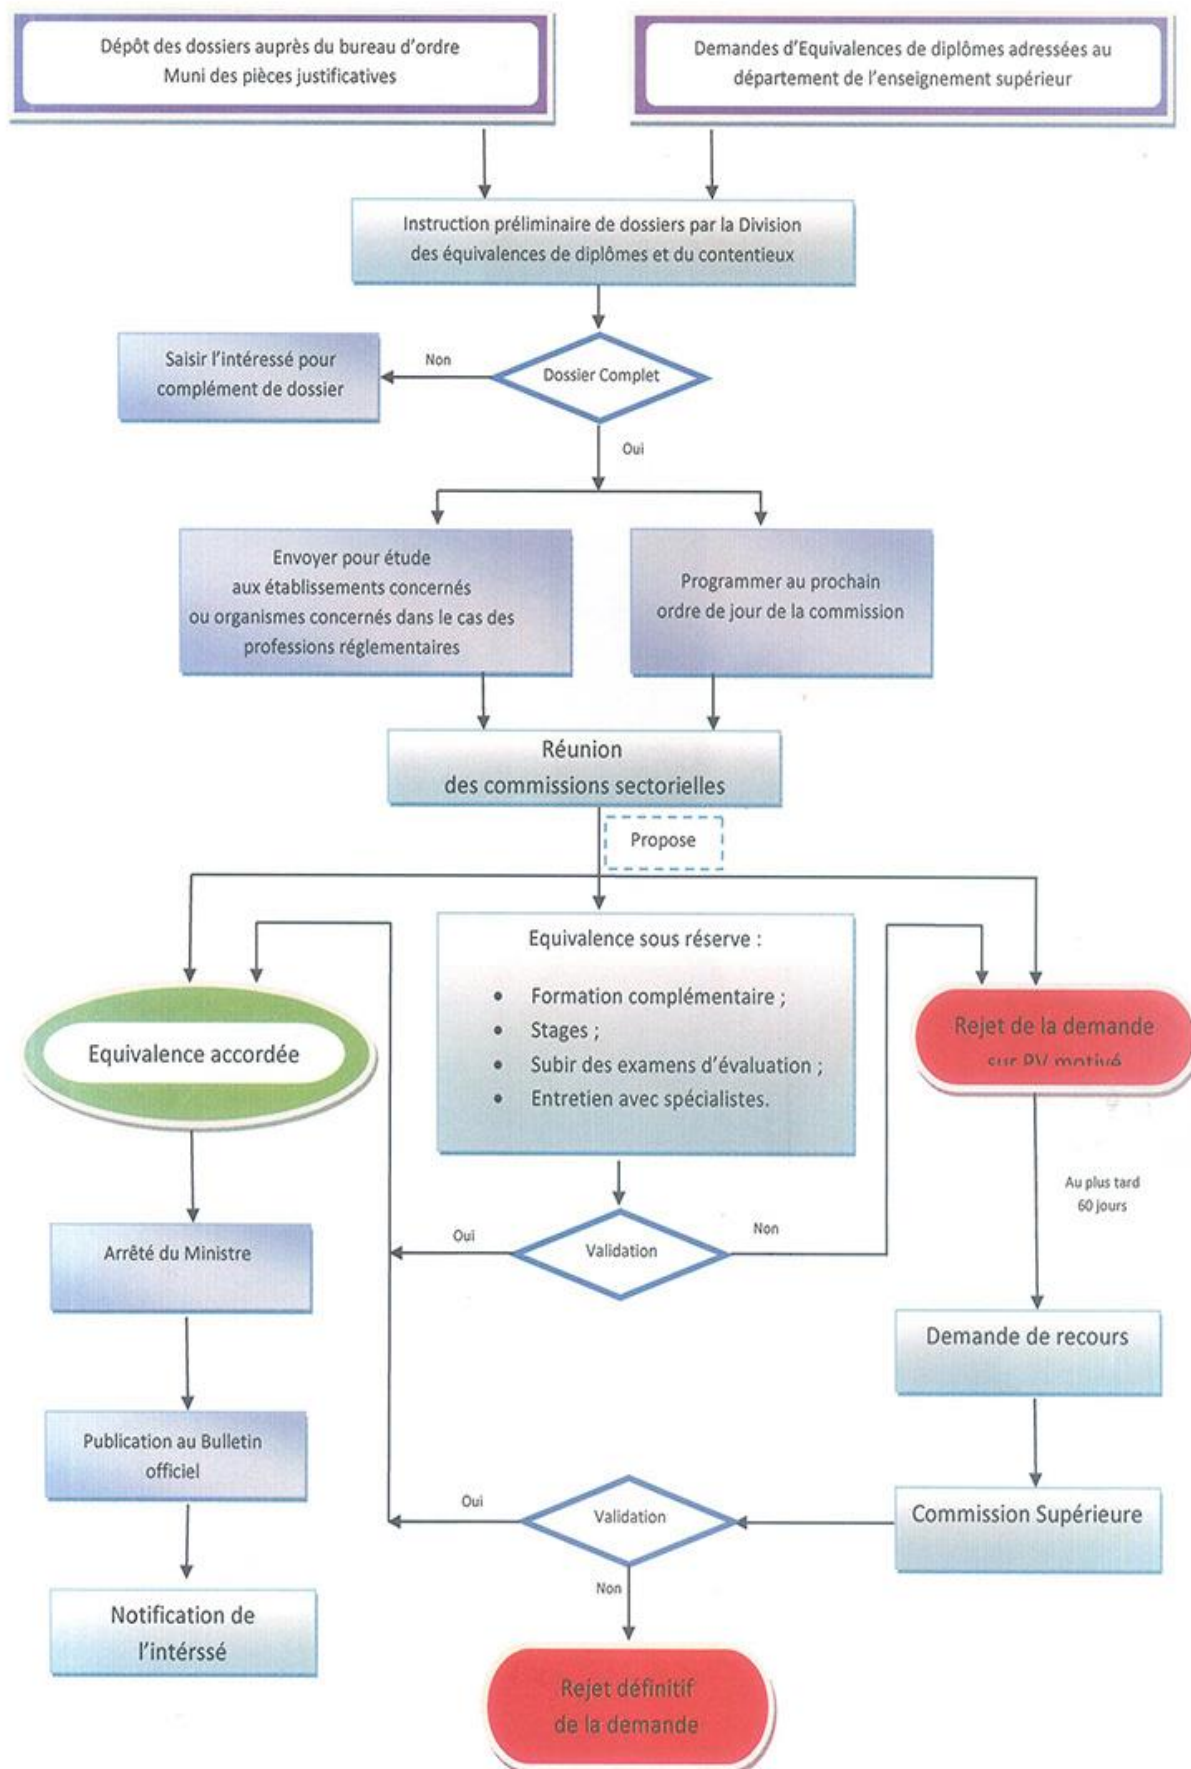 Dépôt des dossiers auprès du bureau d'ordre
Muni des pièces justificatives
Demandes d'Equivalences de diplômes adressées au
département de l'enseignement supérieur
Instruction préliminaire de dossiers par la Division
des équivalences de diplômes et du contentieux
Saisir l'intéressé pour
complément de dossier
Non
Dossier Complet
Oui
Envoyer pour étude
aux établissements concernés
ou organismes concernés dans le cas des
professions réglementaires
Programmer au prochain
ordre de jour de la commission
Réunion
des commissions sectorielles
Propose
Equivalence sous réserve :
• Formation complémentaire ;
• Stages ;
• Subir des examens d'évaluation ;
• Entretien avec spécialistes.
Equivalence accordée
Rejet de la demande
sur PV motivé
Au plus tard
60 jours
Arrêté du Ministre
Oui
Validation
Non
Demande de recours
Publication au Bulletin
officiel
Oui
Validation
Commission Supérieure
Non
Notification de
l'intérssé
Rejet définitif
de la demande